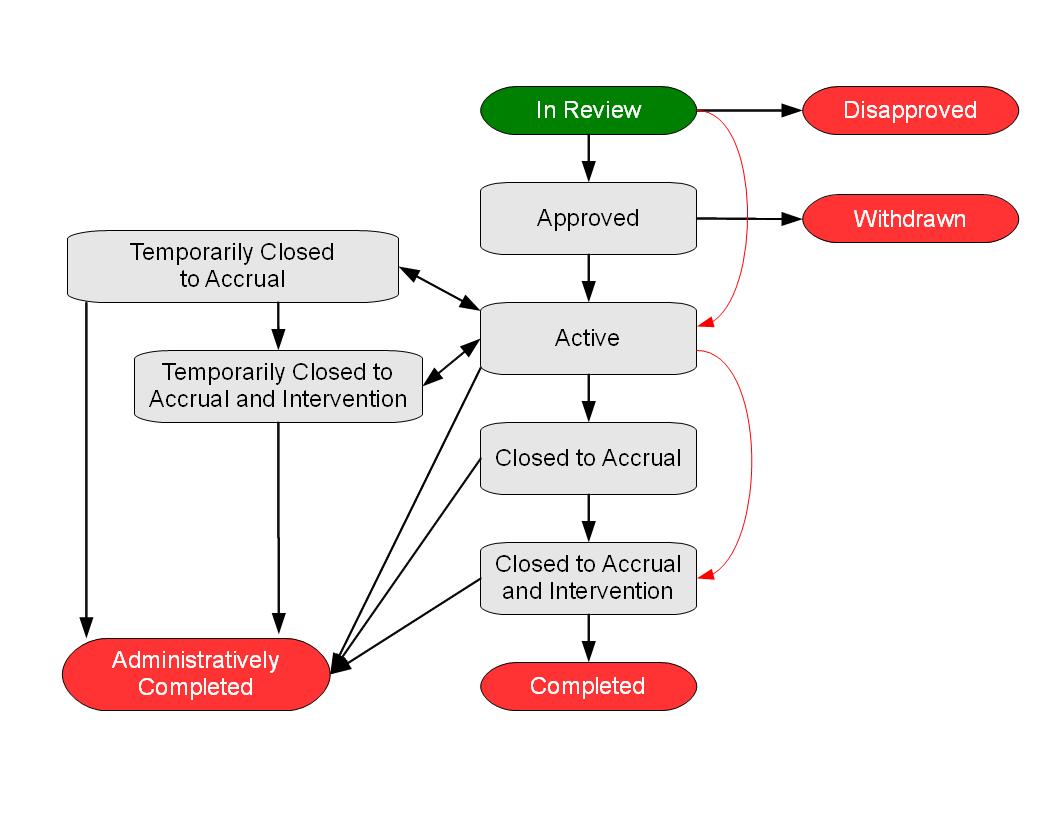 In Review
Disapproved
Approved
Withdrawn
Temporarily Closed
to Accrual
Active
Temporarily Closed to
Accrual and Intervention
Closed to Accrual
Closed to Accrual
and Intervention
Administratively
Completed
Completed